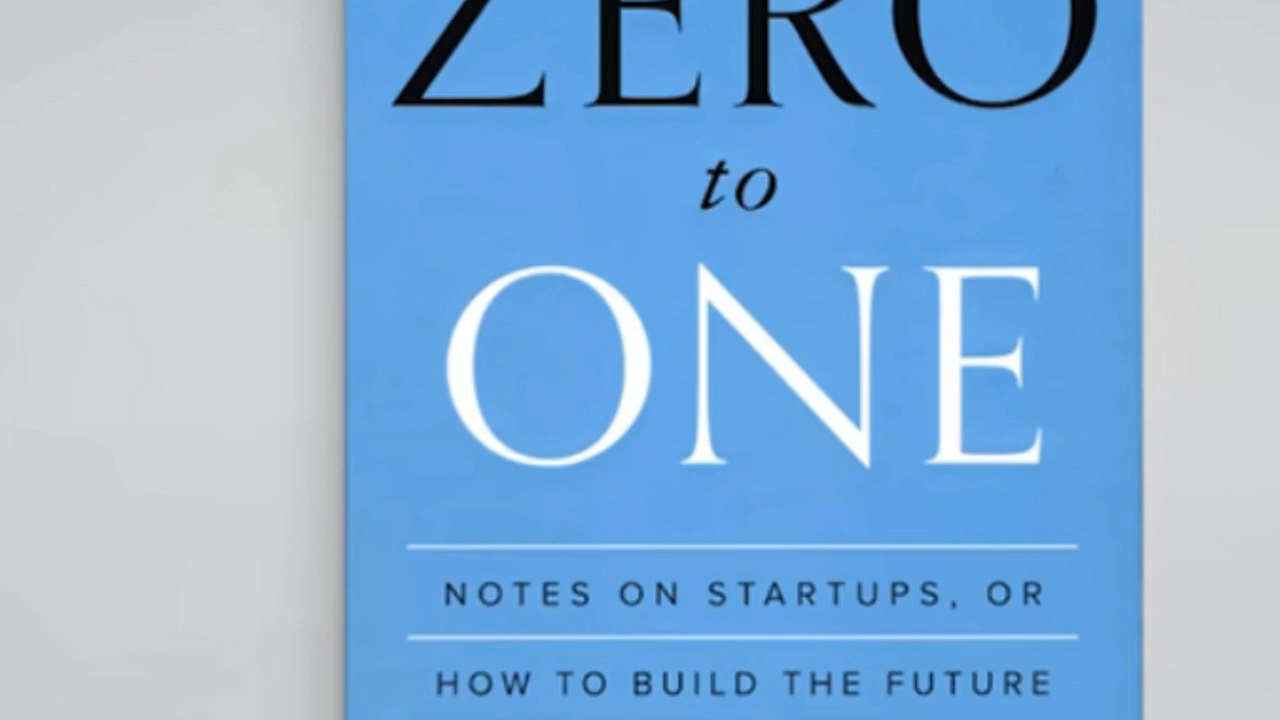 ZERO
to
ONE
NOTES ON STARTUPS, OR
HOW TO BUILD THE FUTURE